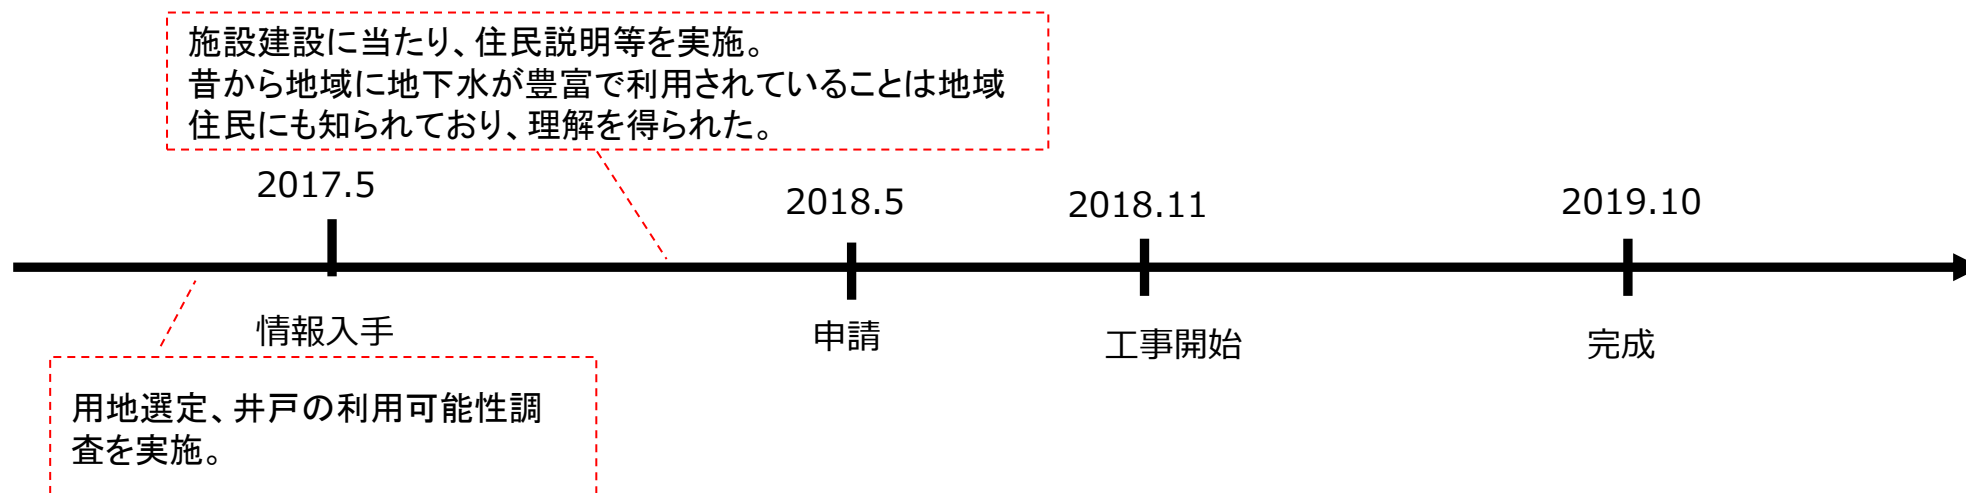 施設建設に当たり、住民説明等を実施。
昔から地域に地下水が豊富で利用されていることは地域
住民にも知られており、理解を得られた。
2017.5
2018.5
2018.11
2019.10
情報入手
申請
工事開始
完成
用地選定、井戸の利用可能性調
査を実施。